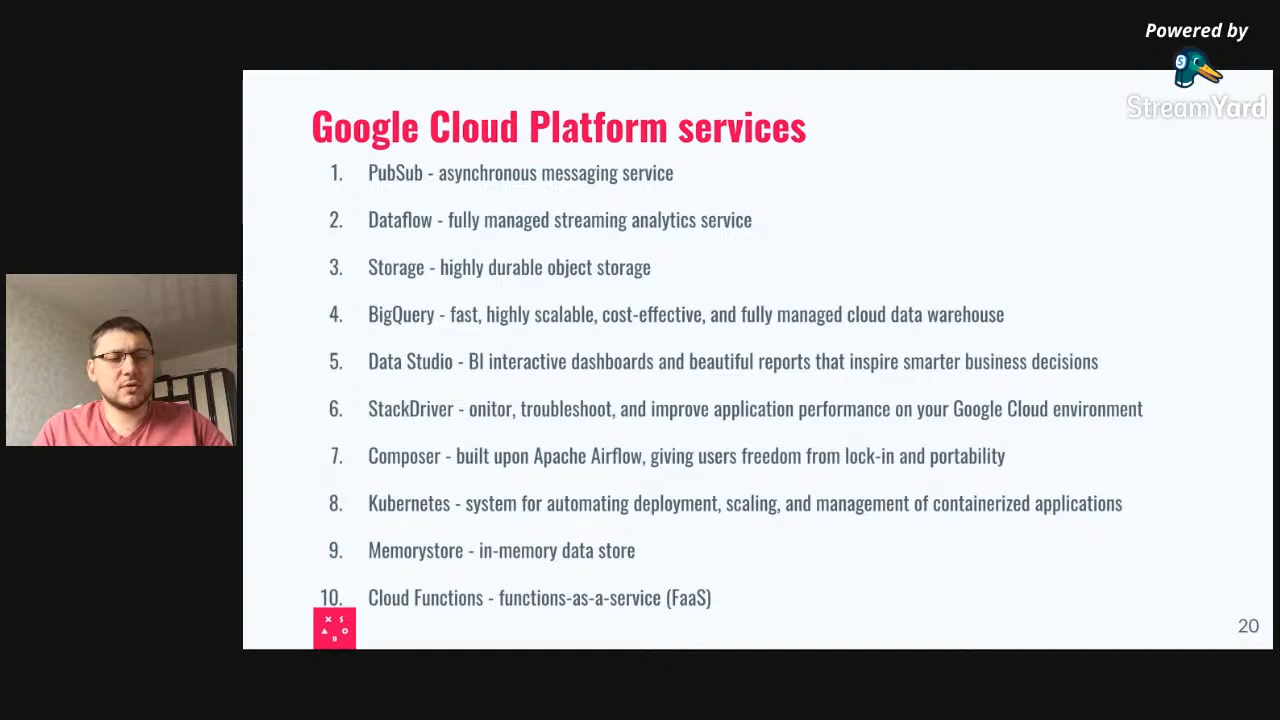 Powered by
StreamYard
Google Cloud Platform services
1. PubSub - asynchronous messaging service
2. Dataflow - fully managed streaming analytics service
3. Storage - highly durable object storage
4. BigQuery - fast, highly scalable, cost-effective, and fully managed cloud data warehouse
5. Data Studio - BI interactive dashboards and beautiful reports that inspire smarter business decisions
6. StackDriver - onitor, troubleshoot, and improve application performance on your Google Cloud environment
7. Composer - built upon Apache Airflow, giving users freedom from lock-in and portability
8. Kubernetes - system for automating deployment, scaling, and management of containerized applications
9. Memorystore - in-memory data store
10. Cloud Functions - functions-as-a-service (FaaS)
20